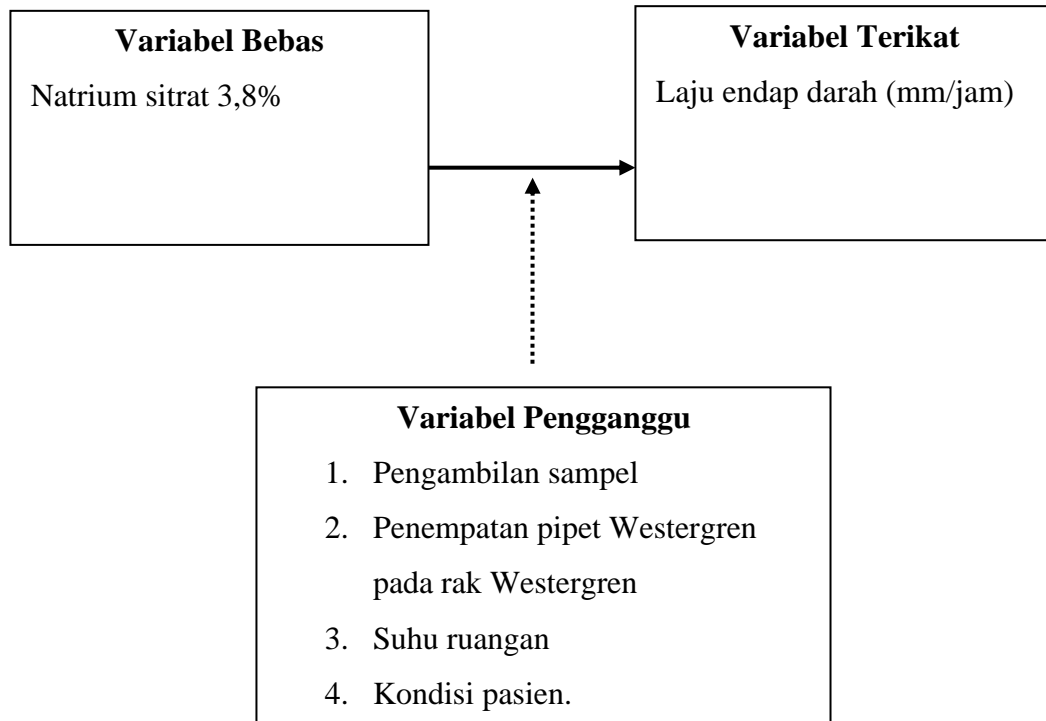 Variabel Bebas
Natrium sitrat 3,8%
Variabel Terikat
Laju endap darah (mm/jam)
Variabel Pengganggu
1. Pengambilan sampel
2. Penempatan pipet Westergren
pada rak Westergren
3. Suhu ruangan
4. Kondisi pasien.